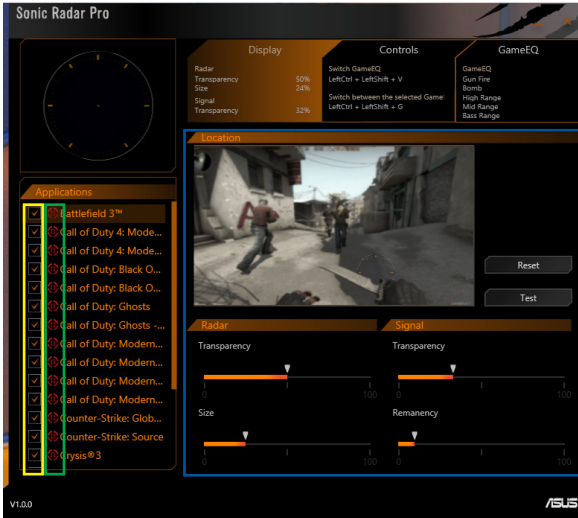 Sonic Radar Pro
Display
Radar
Transparency 50%
Size 24%
Signal
Transparency 32%
Controls
Switch GameEQ
LeftCtrl + LeftShift + V
Switch between the selected Game
LeftCtrl + LeftShift + G
GameEQ
GameEQ
Gun Fire
Bomb
High Range
Mid Range
Bass Range
Location
A
Reset
Test
Applications
Battlefield 3™
Call of Duty 4: Mode...
Call of Duty 4: Mode...
Call of Duty: Black O...
Call of Duty: Black O...
Call of Duty: Ghosts
Call of Duty: Ghosts -...
Call of Duty: Modern...
Call of Duty: Modern...
Call of Duty: Modern...
Call of Duty: Modern...
Counter-Strike: Glob...
Counter-Strike: Source
Crysis®3
Radar
Transparency
0 100
Size
0 100
Signal
Transparency
0 100
Remanency
0 100
V1.0.0
ASUS